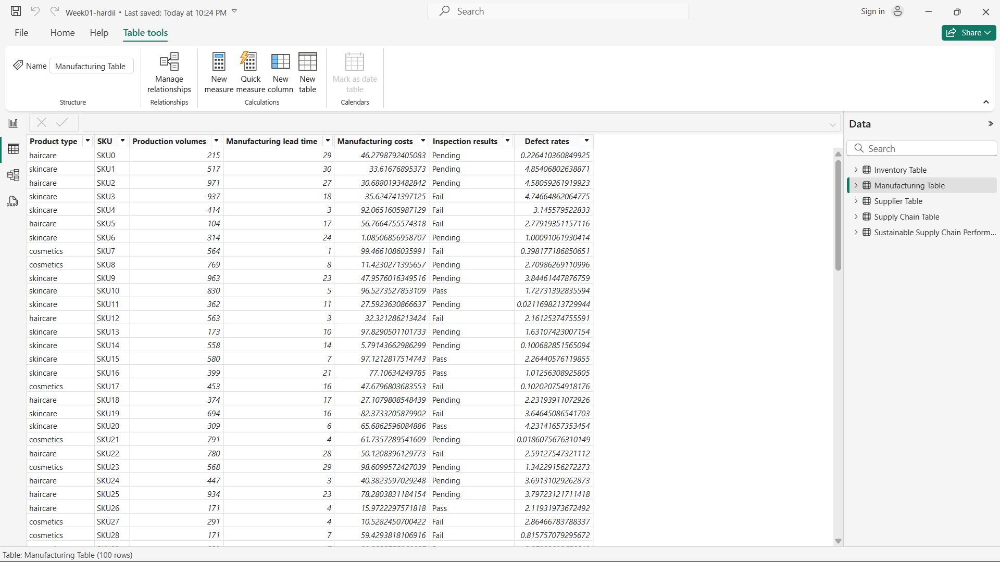 Week01-hardil • Last saved: Today at 10:24 PM
Search
Sign in
File Home Help Table tools
Share
Name Manufacturing Table
Manage relationships
New measure
Quick measure
New column
New table
Mark as date table
Structure Relationships Calculations Calendars
Product type SKU Production volumes Manufacturing lead time Manufacturing costs Inspection results Defect rates
haircare SKU0 215 29 46.2798792405083 Pending 0.226410360849925
skincare SKU1 517 30 33.61676895373 Pending 4.85406802638871
haircare SKU2 971 27 30.6880193482842 Pending 4.58059261919923
skincare SKU3 937 18 35.624741397125 Fail 4.74664862064775
skincare SKU4 414 3 92.0651605987129 Fail 3.145579522833
haircare SKU5 104 17 56.7664755574318 Fail 2.77919351157116
skincare SKU6 314 24 1.08506856958707 Pending 1.00091061930414
cosmetics SKU7 564 1 99.4661086035991 Fail 0.398177186850651
cosmetics SKU8 769 8 11.4230271395657 Pending 2.70986269110996
skincare SKU9 963 23 47.9576016349516 Pending 3.84461447876759
skincare SKU10 830 5 96.5273527853109 Pass 1.72731392835594
skincare SKU11 362 11 27.5923630866637 Pending 0.0211698213729944
haircare SKU12 563 3 32.321286213424 Fail 2.16125374755591
skincare SKU13 173 10 97.8290501101733 Pending 1.63107423007154
skincare SKU14 558 14 5.79143662986299 Pending 0.100682851565094
skincare SKU15 580 7 97.1212817514743 Pass 2.26440576119855
skincare SKU16 399 21 77.10634249785 Pass 1.01256308925805
cosmetics SKU17 453 16 47.6796803683553 Fail 0.102020754918176
haircare SKU18 374 17 27.1079808548439 Pending 2.23193911072926
skincare SKU19 694 16 82.3733205879902 Fail 3.64645086541703
skincare SKU20 309 6 65.6862596084886 Pass 4.23141657353454
cosmetics SKU21 791 4 61.7357289541609 Pending 0.0186075676310149
haircare SKU22 780 28 50.1208396129773 Fail 2.59127547321112
cosmetics SKU23 568 29 98.6099572427039 Pending 1.34229156272273
haircare SKU24 447 3 40.3823597029248 Pending 3.69131029262873
haircare SKU25 934 23 78.2803831184154 Pending 3.79723121711418
haircare SKU26 171 4 15.9722297571818 Pass 2.11931973672492
cosmetics SKU27 291 4 10.5282450700422 Fail 2.86466783788337
cosmetics SKU28 171 7 59.4293818106916 Fail 0.815757079295672
Data
Search
Inventory Table
Manufacturing Table
Supplier Table
Supply Chain Table
Sustainable Supply Chain Perform...
DAX
Table: Manufacturing Table (100 rows)